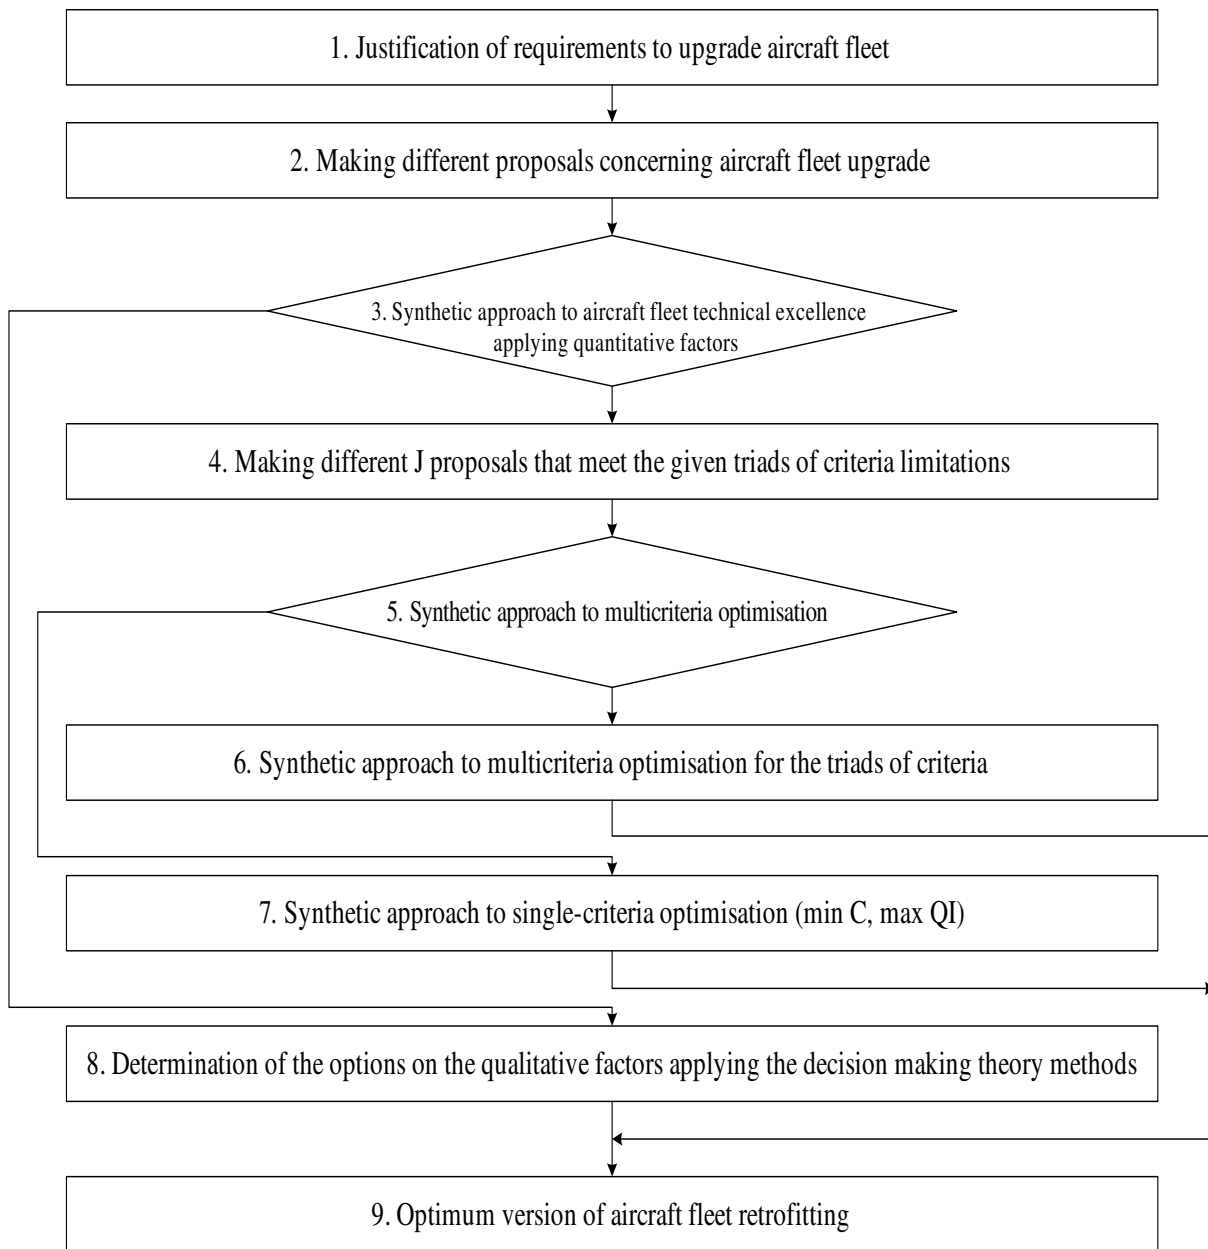 1. Justification of requirements to upgrade aircraft fleet
2. Making different proposals concerning aircraft fleet upgrade
3. Synthetic approach to aircraft fleet technical excellence
applying quantitative factors
4. Making different J proposals that meet the given triads of criteria limitations
5. Synthetic approach to multicriteria optimisation
6. Synthetic approach to multicriteria optimisation for the triads of criteria
7. Synthetic approach to single-criteria optimisation (min C, max QI)
8. Determination of the options on the qualitative factors applying the decision making theory methods
9. Optimum version of aircraft fleet retrofitting